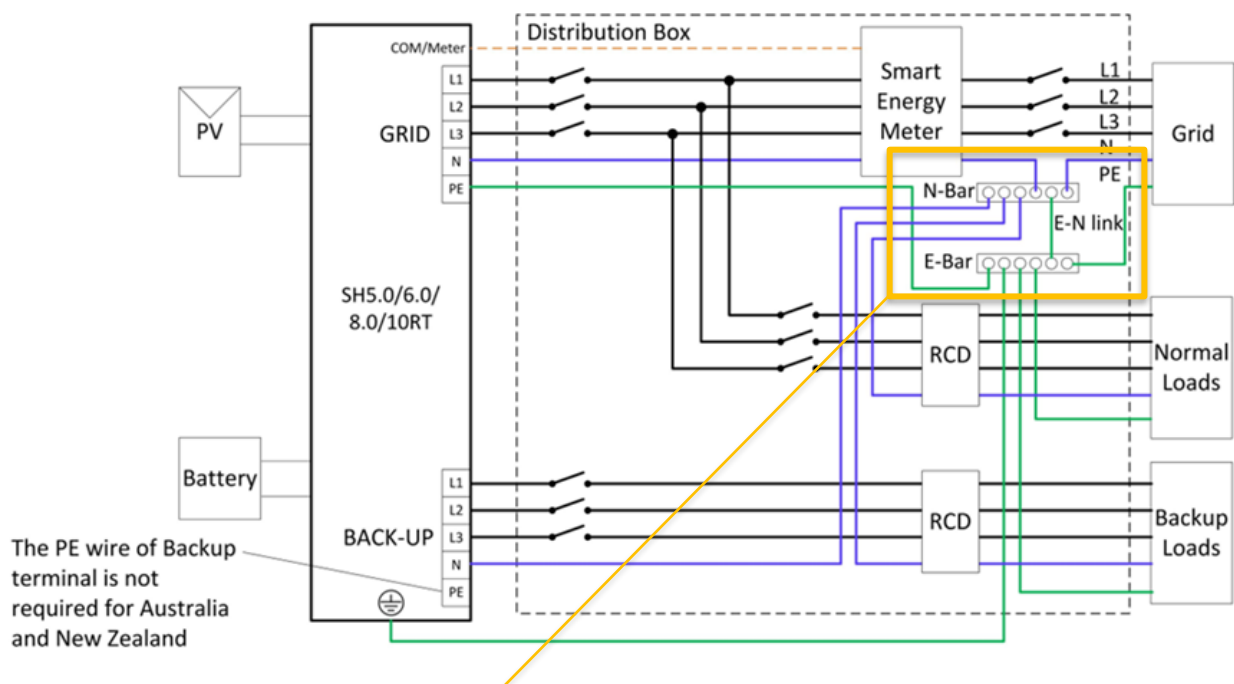 Distribution Box
COM/Meter
L1
L2
L3
N
PE
GRID
PV
Smart
Energy
Meter
L1
L2
L3
N
PE
Grid
N-Bar
E-N link
E-Bar
SH5.0/6.0/
8.0/10RT
RCD
Normal
Loads
Battery
BACK-UP
L1
L2
L3
N
PE
RCD
Backup
Loads
The PE wire of Backup
terminal is not
required for Australia
and New Zealand